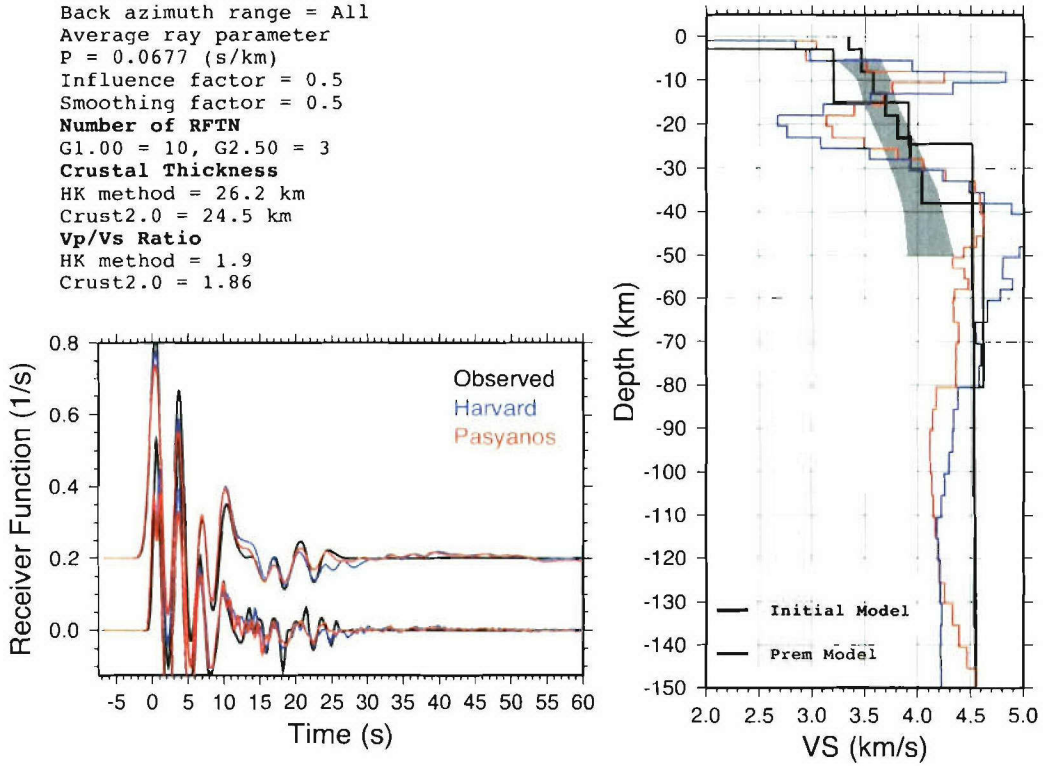 Back azimuth range = All
Average ray parameter
P = 0.0677 (s/km)
Influence factor = 0.5
Smoothing factor = 0.5
Number of RFTN
G1.00 = 10, G2.50 = 3
Crustal Thickness
HK method = 26.2 km
Crust2.0 = 24.5 km
Vp/Vs Ratio
HK method = 1.9
Crust2.0 = 1.86
Receiver Function (1/s)
0.8
0.6
0.4
0.2
0.0
Observed
Harvard
Pasyanos
-5 0 5 10 15 20 25 30 35 40 45 50 55 60
Time (s)
Depth (km)
0
-10
-20
-30
-40
-50
-60
-70
-80
-90
-100
-110
-120
-130
-140
-150
Initial Model
Prem Model
2.0 2.5 3.0 3.5 4.0 4.5 5.0
VS (km/s)